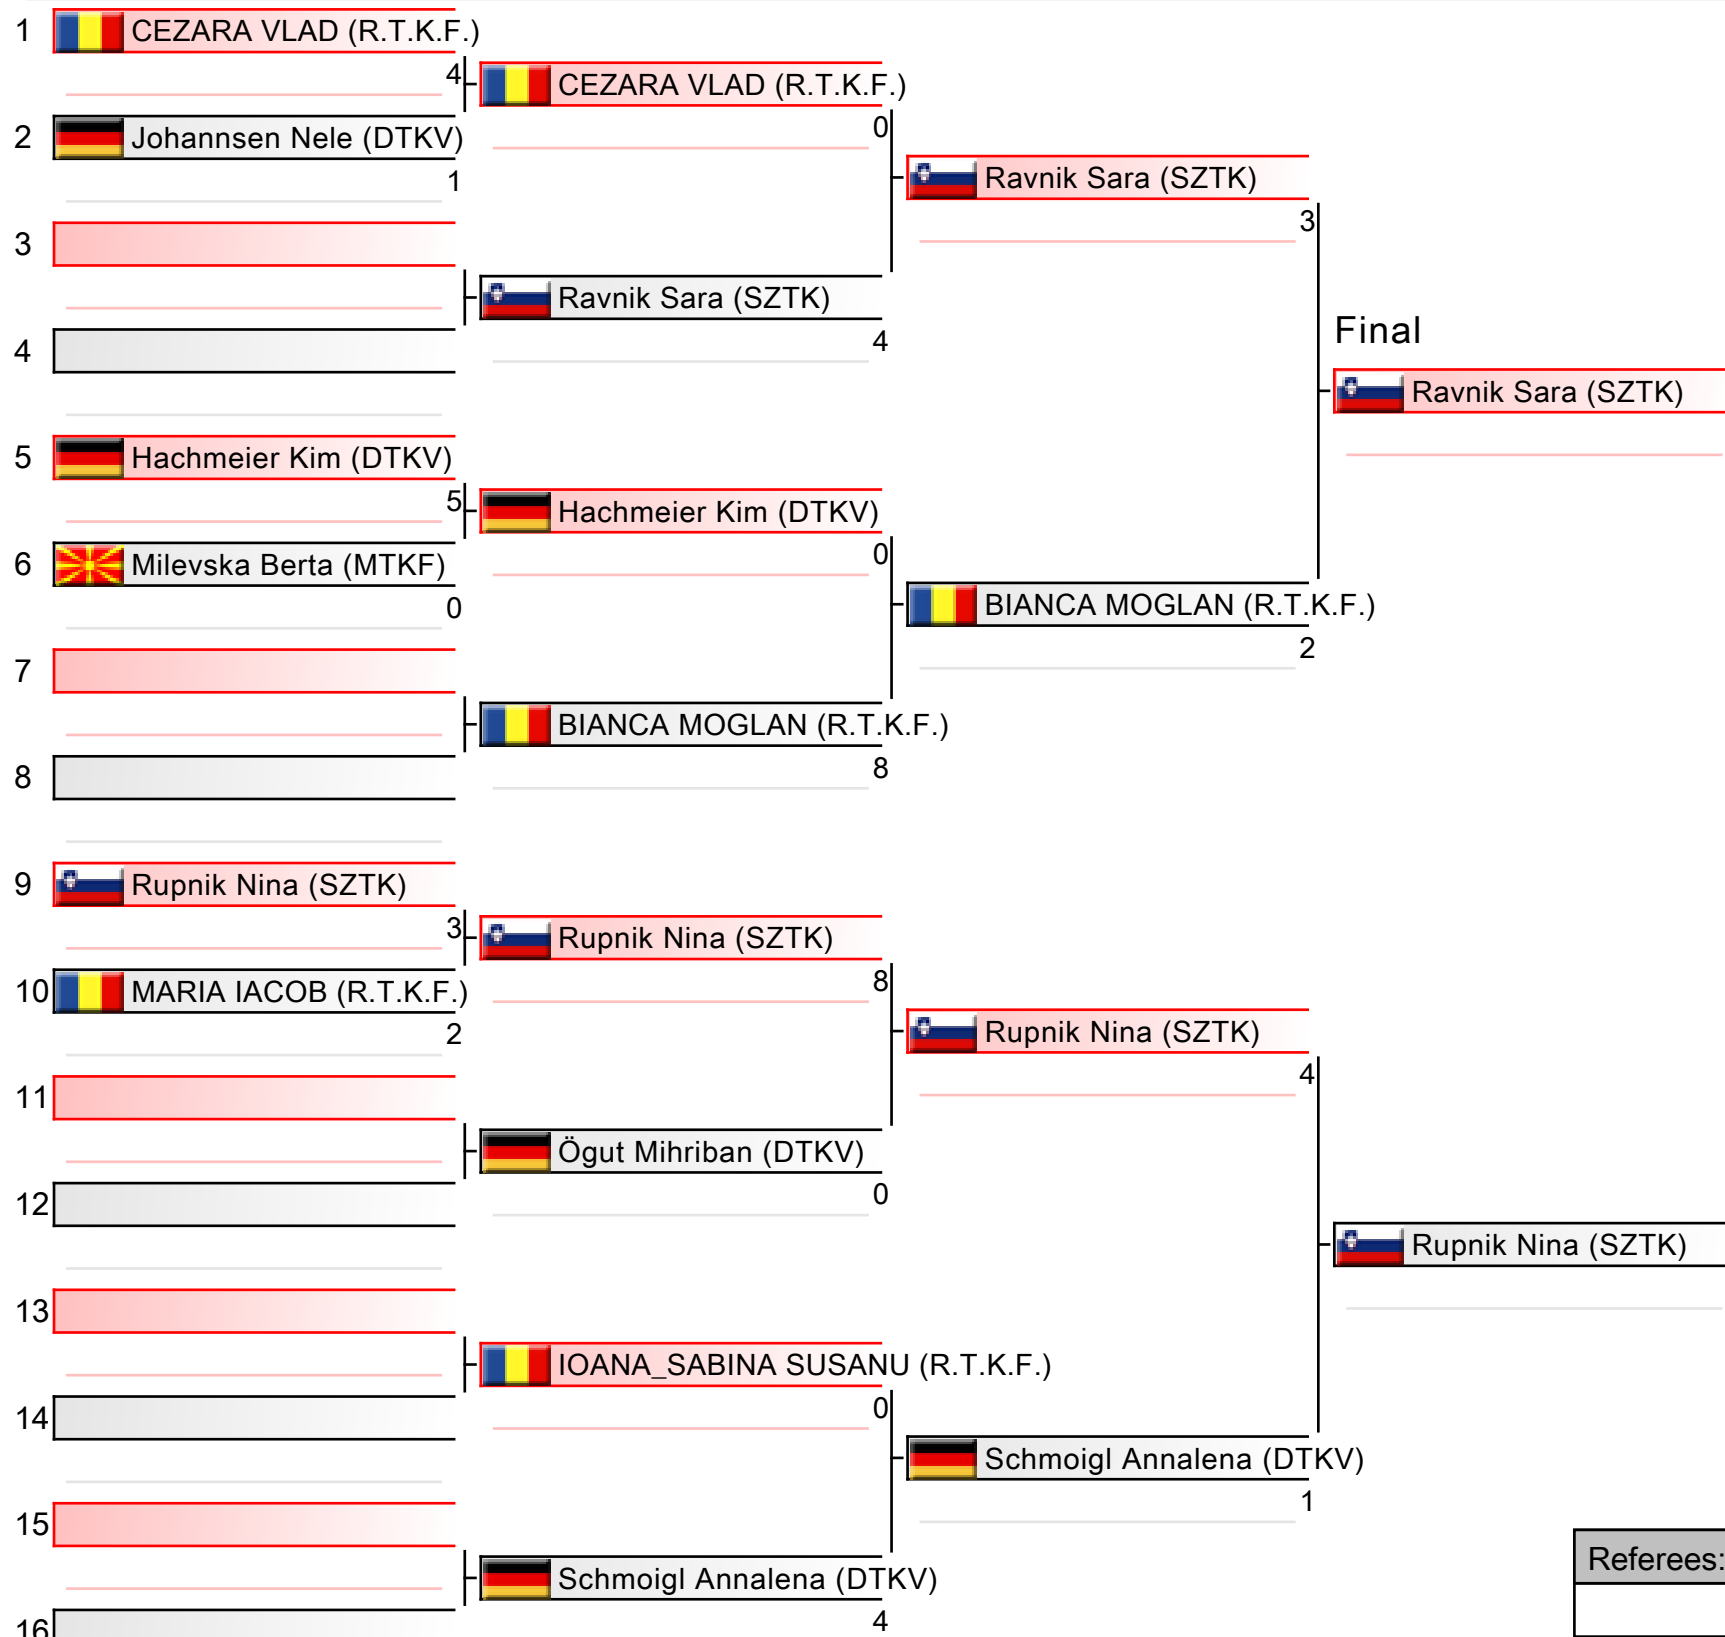 1 CEZARA VLAD (R.T.K.F.)
4
CEZARA VLAD (R.T.K.F.)
0
2 Johannsen Nele (DTKV)
1
Ravnik Sara (SZTK)
3
3
Ravnik Sara (SZTK)
4
4
Final
Ravnik Sara (SZTK)
5 Hachmeier Kim (DTKV)
5
Hachmeier Kim (DTKV)
0
6 Milevska Berta (MTKF)
0
BIANCA MOGLAN (R.T.K.F.)
2
7
BIANCA MOGLAN (R.T.K.F.)
8
8
9 Rupnik Nina (SZTK)
3
Rupnik Nina (SZTK)
8
10 MARIA IACOB (R.T.K.F.)
2
Rupnik Nina (SZTK)
4
11
Ögut Mihriban (DTKV)
0
12
Rupnik Nina (SZTK)
13
IOANA_SABINA SUSANU (R.T.K.F.)
0
14
Schmoigl Annalena (DTKV)
1
15
Schmoigl Annalena (DTKV)
4
16
Referees: